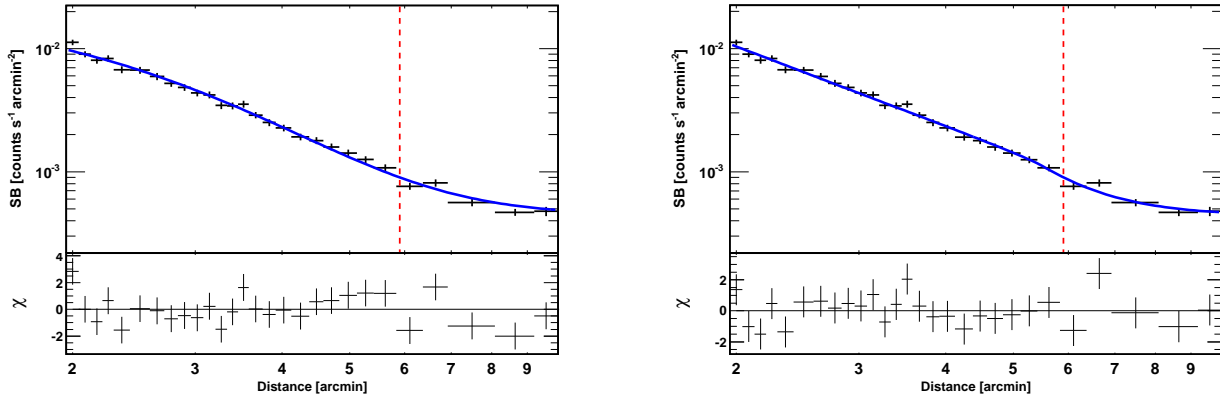 SB [counts s⁻¹ arcmin⁻²]
10⁻²
10⁻³
χ
4
2
0
-2
2 3 4 5 6 7 8 9
Distance [arcmin]
SB [counts s⁻¹ arcmin⁻²]
10⁻²
10⁻³
χ
2
0
-2
2 3 4 5 6 7 8 9
Distance [arcmin]